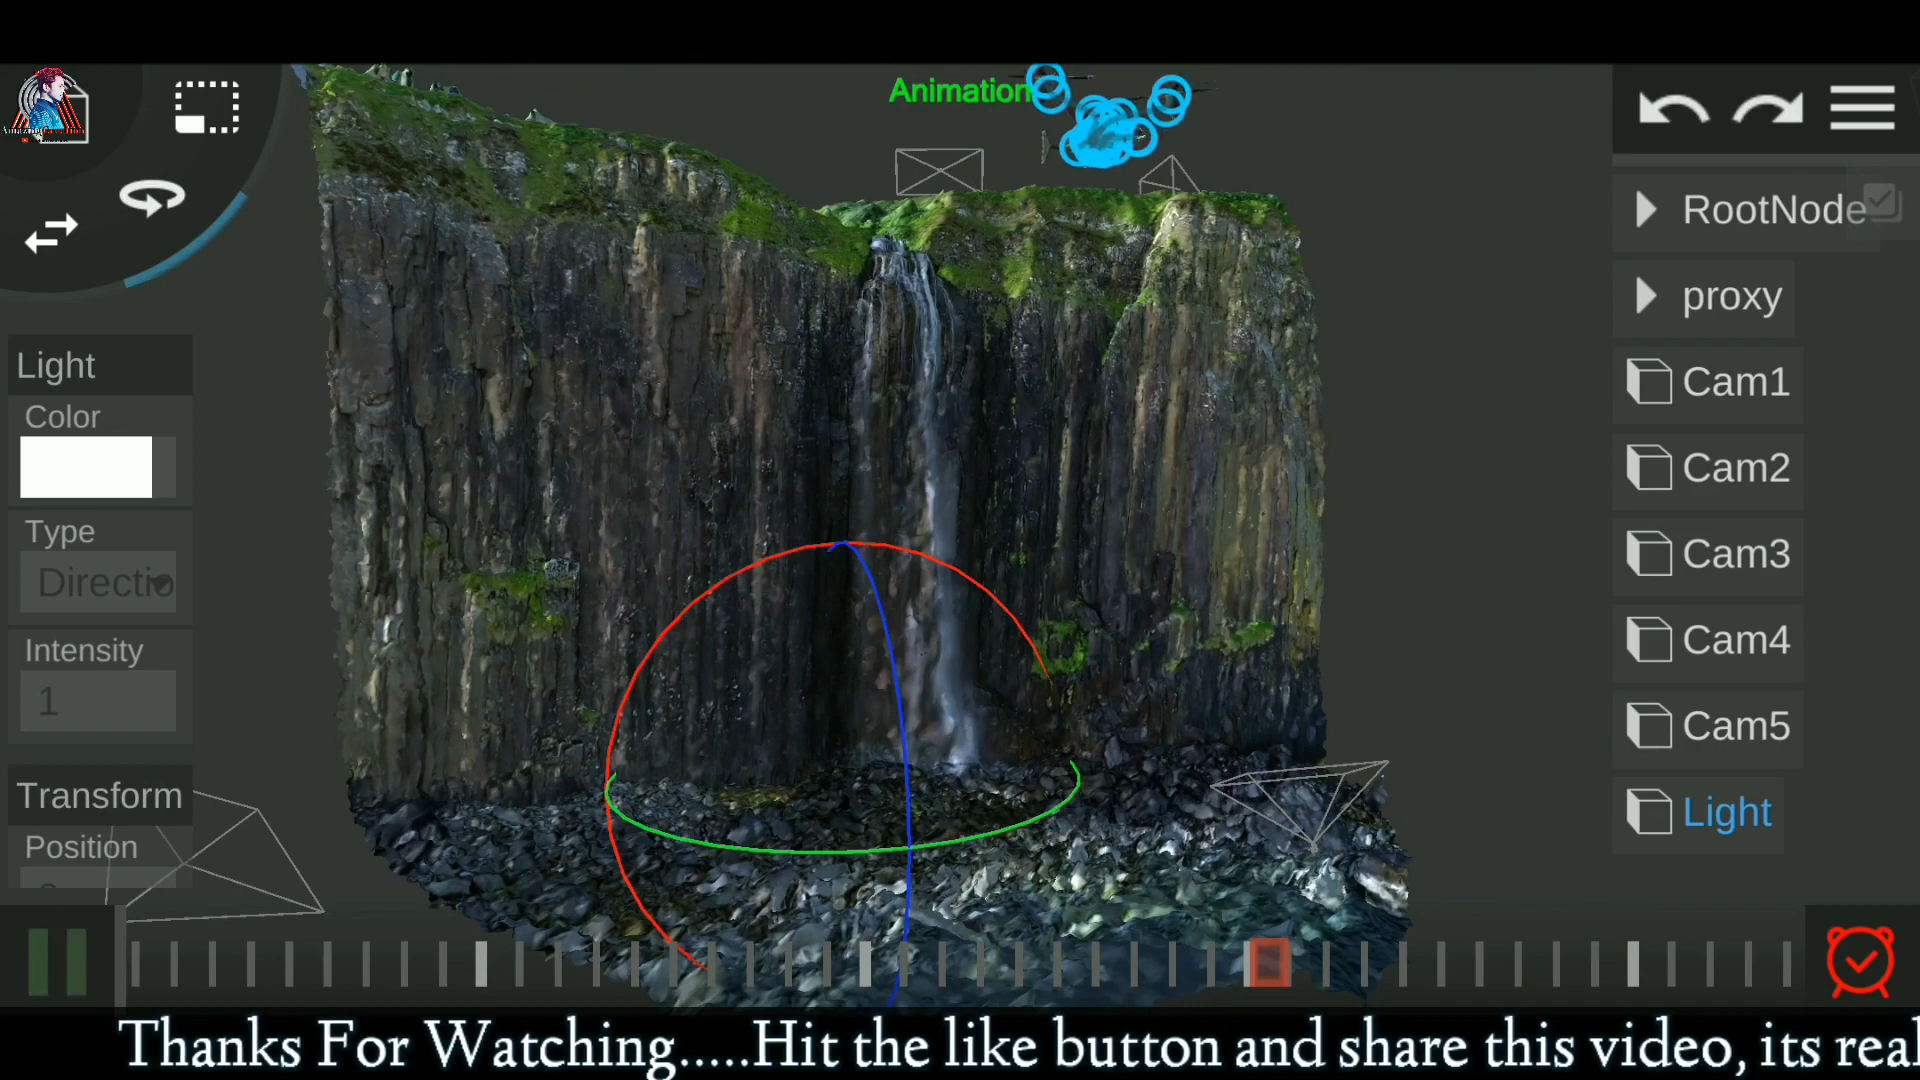 Animation
RootNode
proxy
Cam1
Cam2
Cam3
Cam4
Cam5
Light
Light
Color
Type
Directio
Intensity
1
Transform
Position
Thanks For Watching.....Hit the like button and share this video, its real